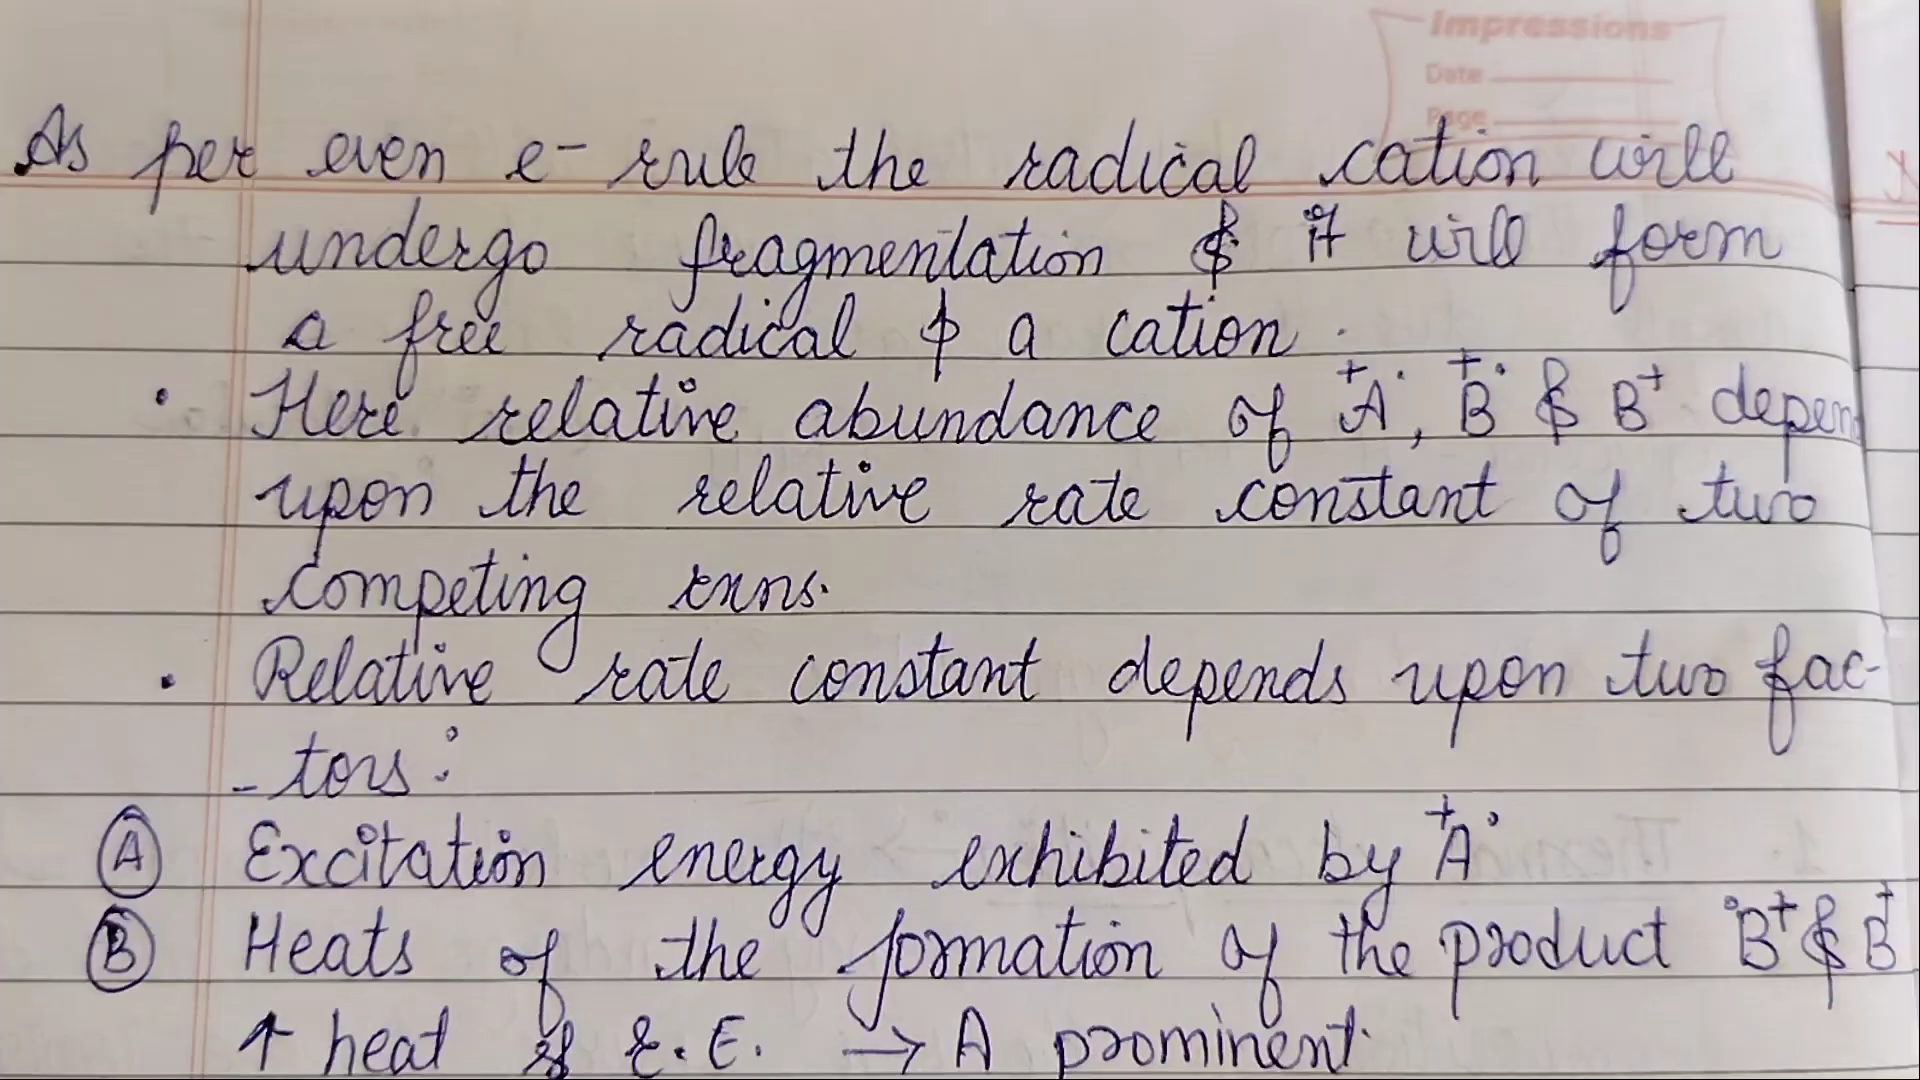 Impressions
Date
Page
As per even e- rule the radical cation will
undergo fragmentation & it will form
a free radical & a cation.
• Here relative abundance of +A•, +B• & B+ depen
upon the relative rate constant of two
competing rxns.
• Relative rate constant depends upon two fac-
-tors:
(A) Excitation energy exhibited by +A•
(B) Heats of the formation of the product •B+ & B+
↑ heat & E.E. → A prominent